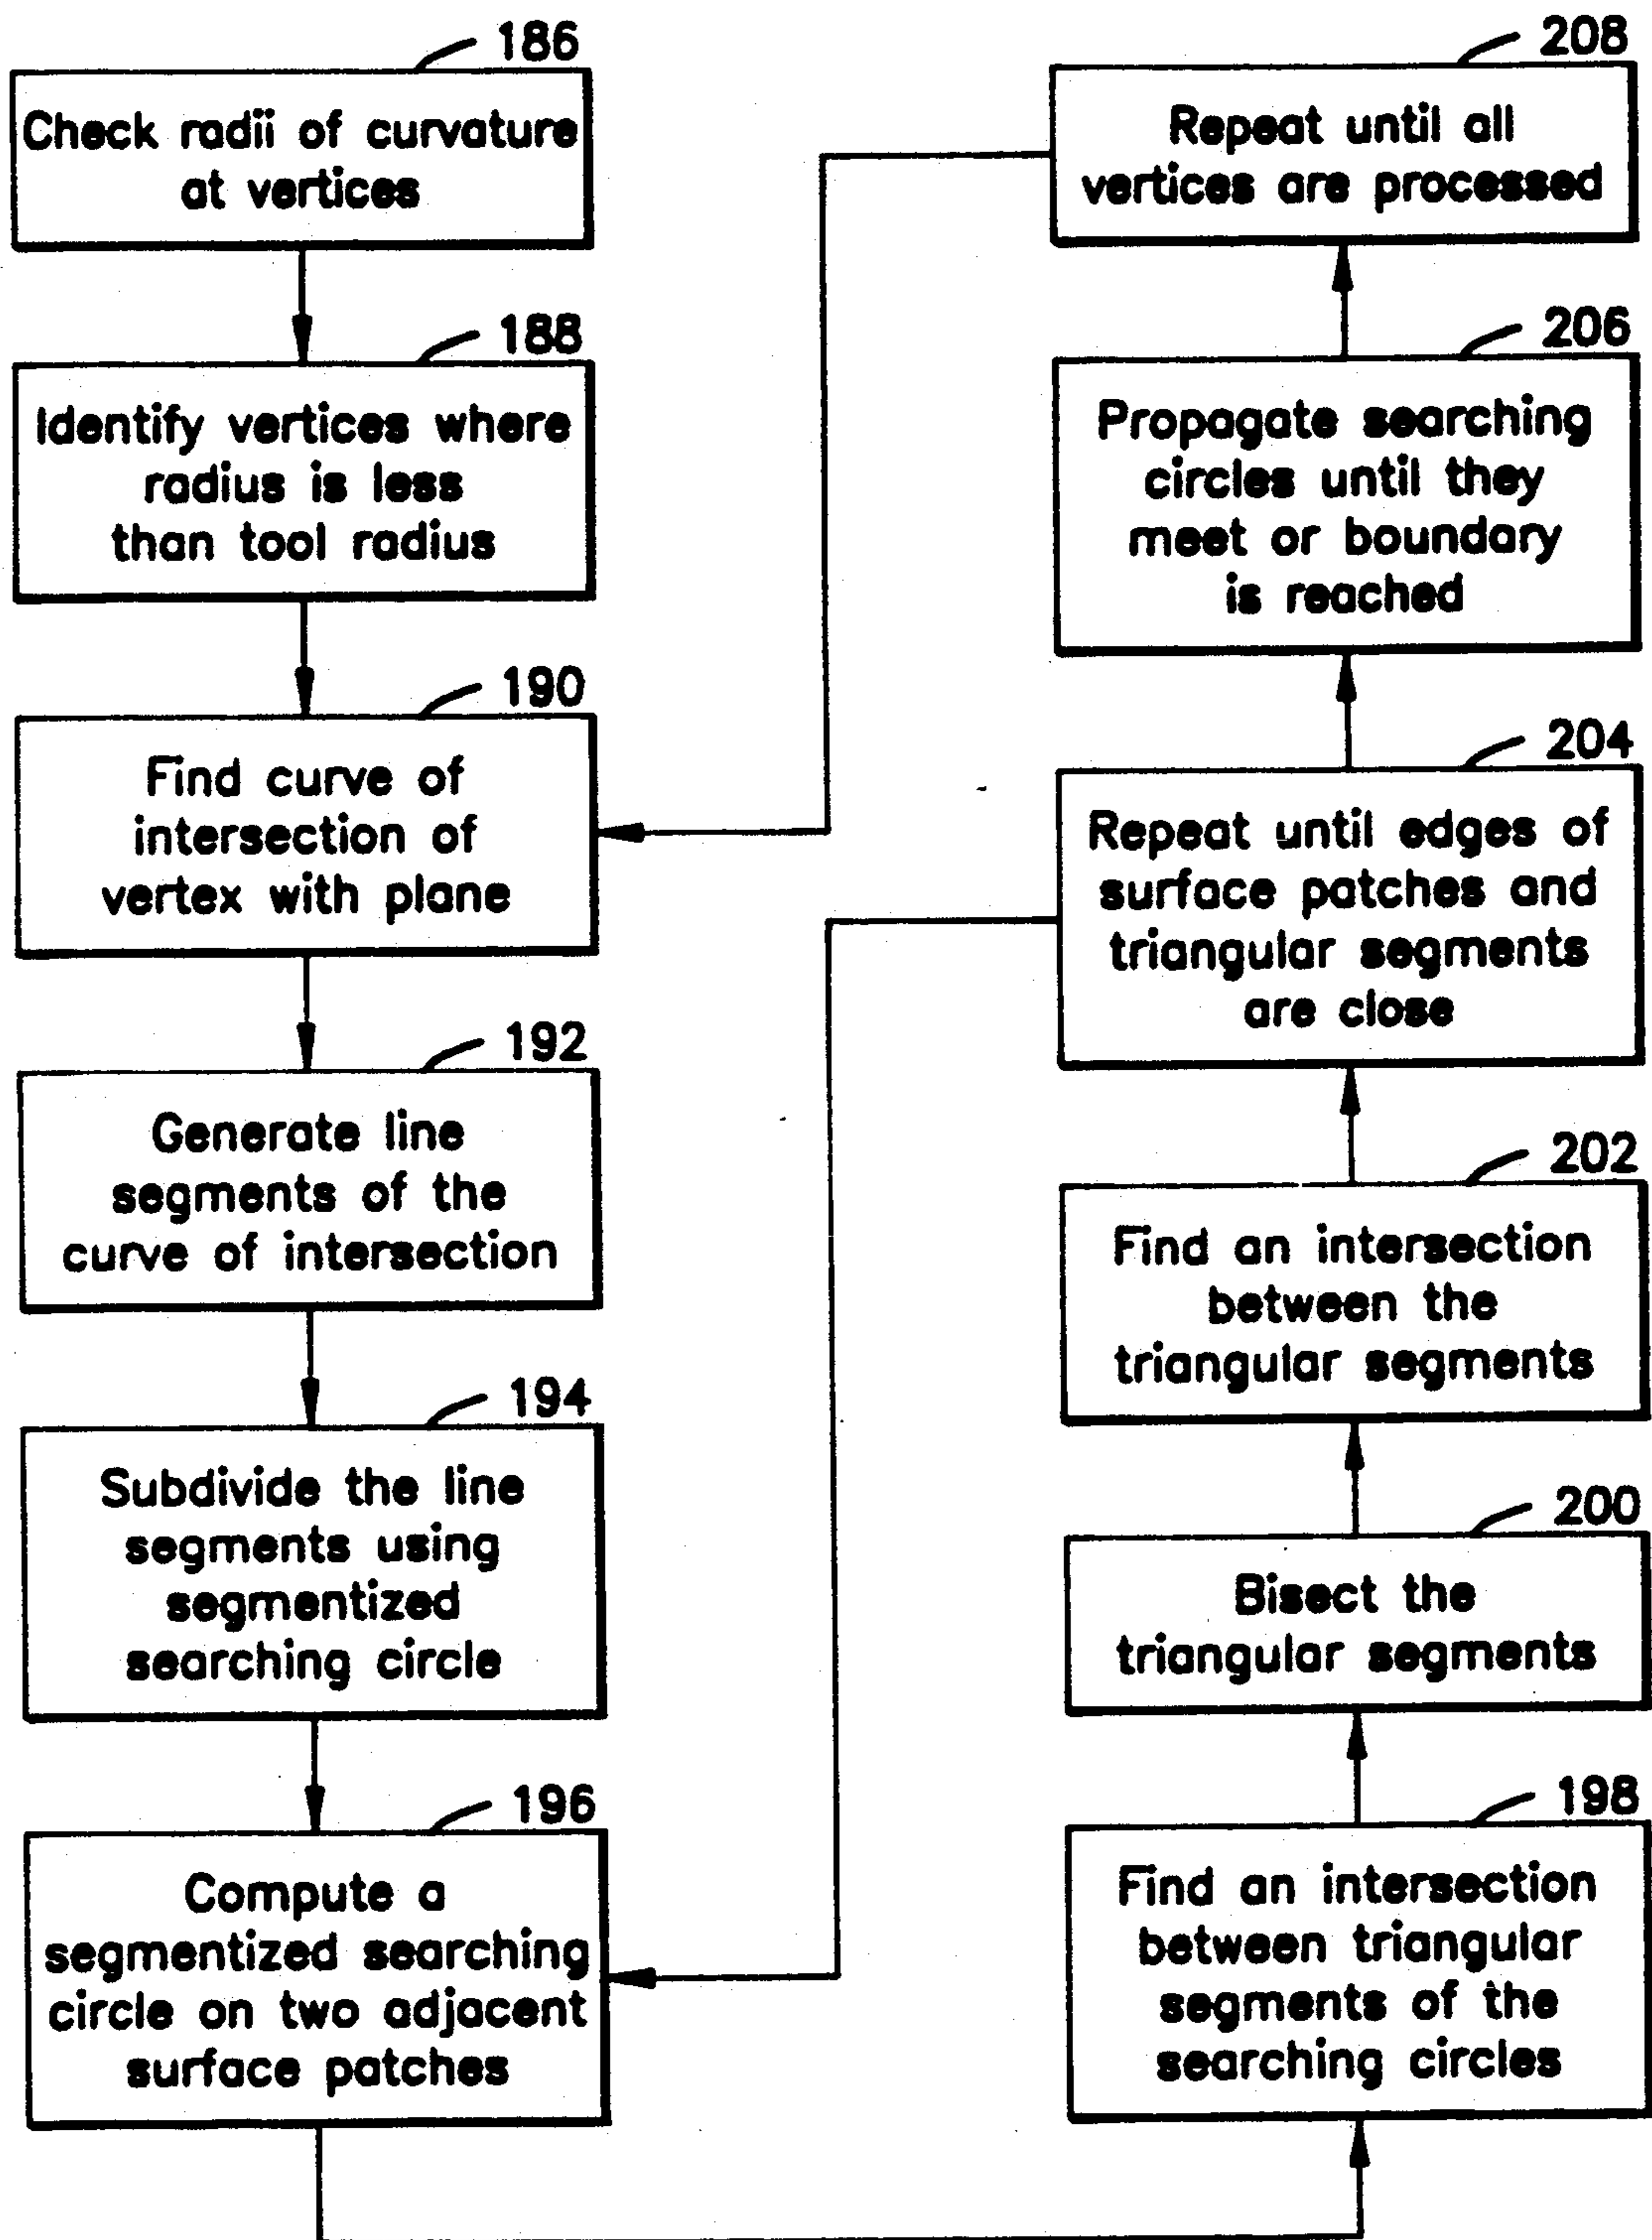 186
Check radii of curvature
at vertices
188
Identify vertices where
radius is less
than tool radius
190
Find curve of
intersection of
vertex with plane
192
Generate line
segments of the
curve of intersection
194
Subdivide the line
segments using
segmentized
searching circle
196
Compute a
segmentized searching
circle on two adjacent
surface patches
198
Find an intersection
between triangular
segments of the
searching circles
200
Bisect the
triangular segments
202
Find an intersection
between the
triangular segments
204
Repeat until edges of
surface patches and
triangular segments
are close
206
Propagate searching
circles until they
meet or boundary
is reached
208
Repeat until all
vertices are processed